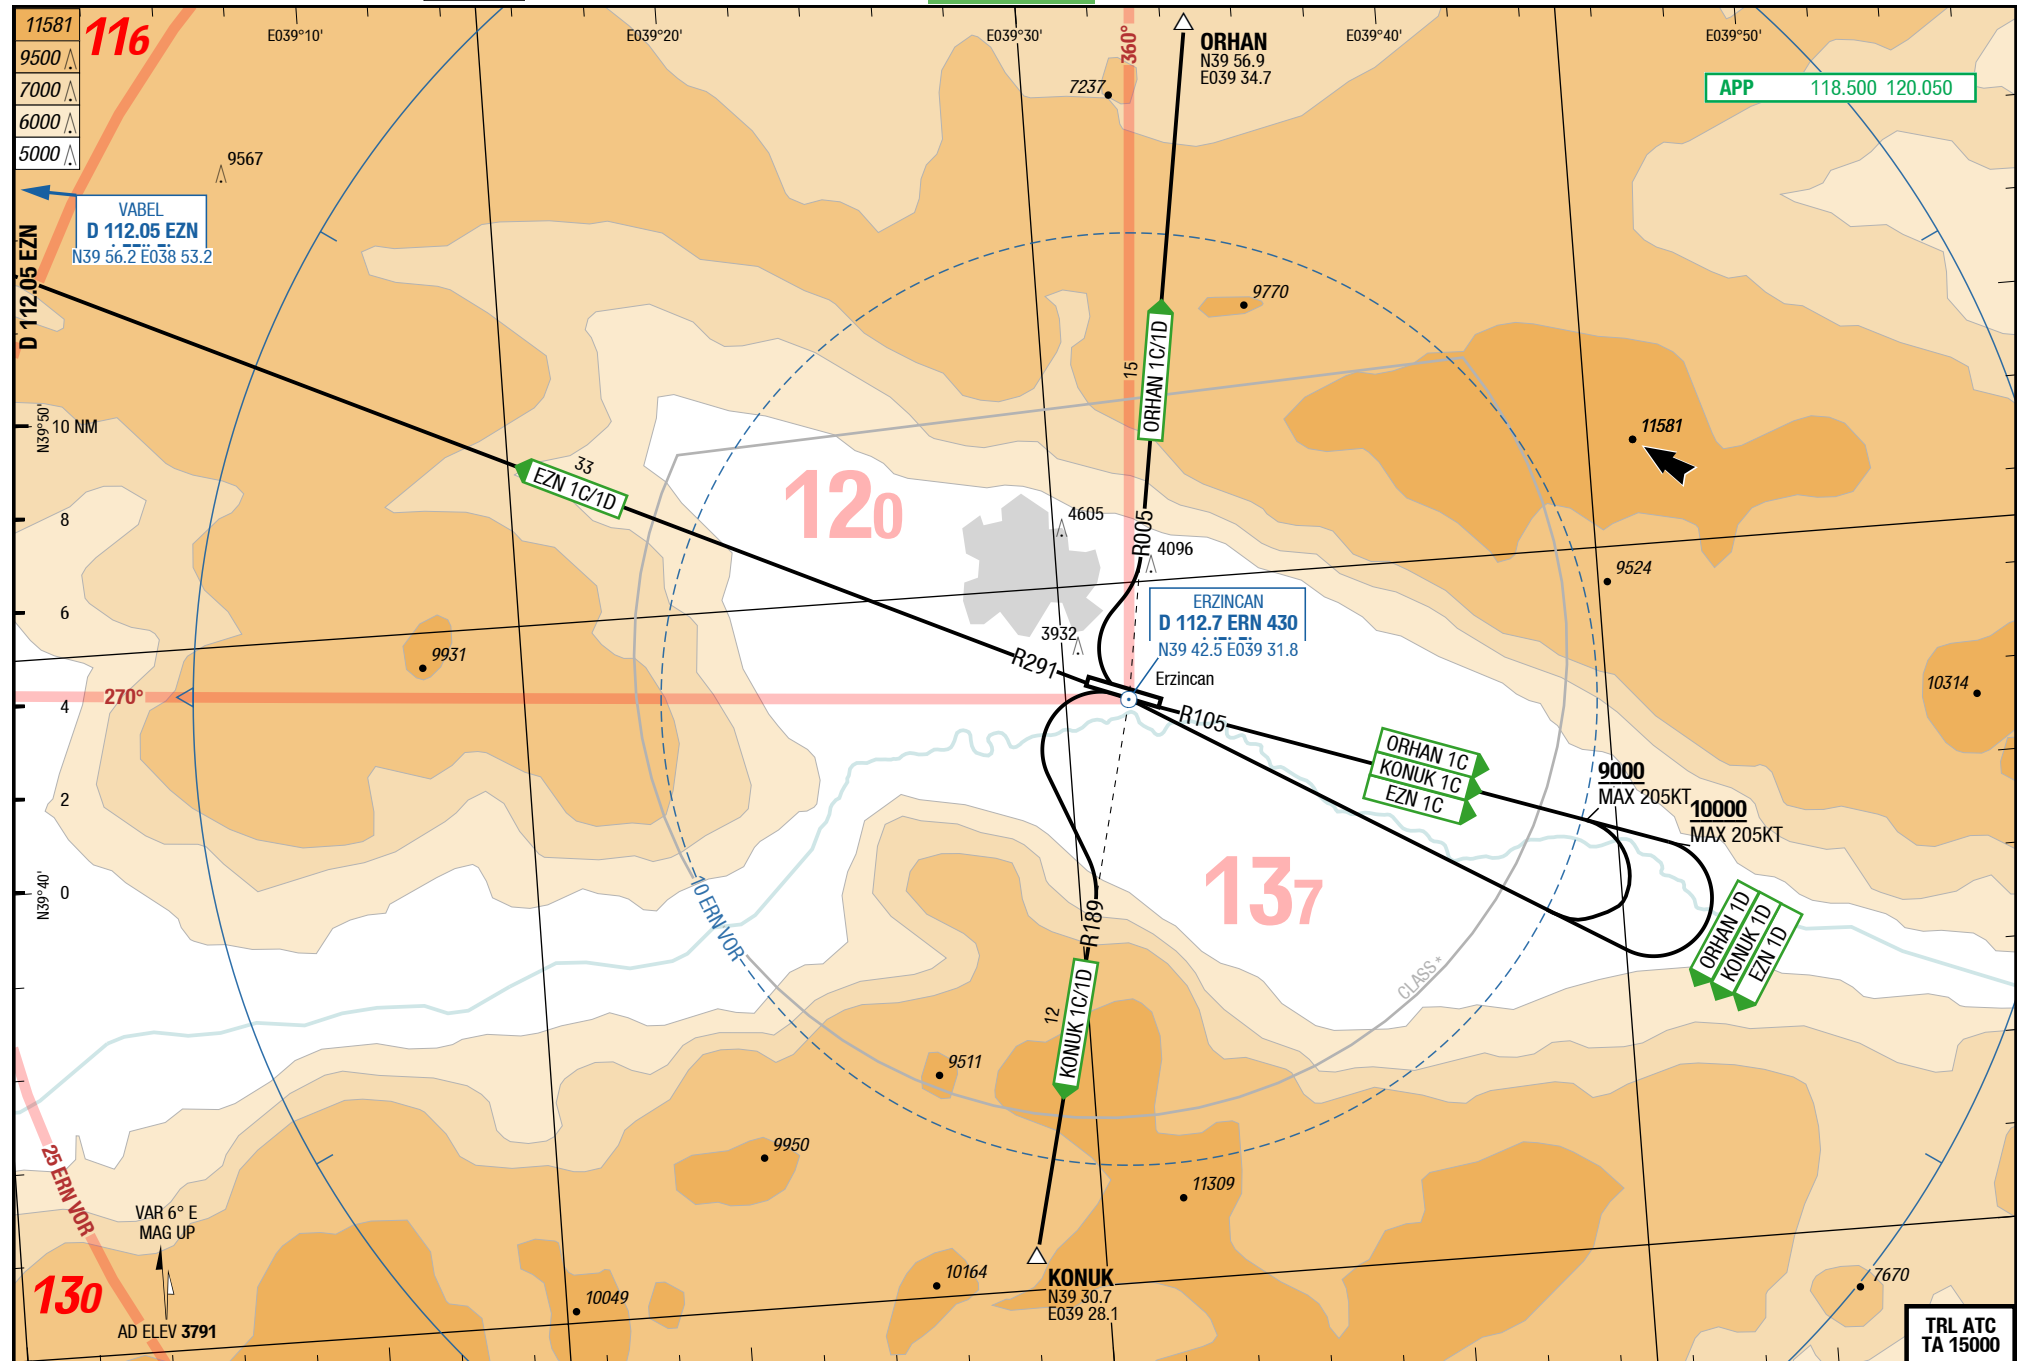 11581
9500
7000
6000
5000
116
E039°10'
E039°20'
E039°30'
E039°40'
E039°50'
360°
ORHAN
N39 56.9
E039 34.7
7237
APP 118.500 120.050
9567
VABEL
D 112.05 EZN
N39 56.2 E038 53.2
D 112.05 EZN
9770
ORHAN 1C/1D
15
N39°50'
10 NM
8
6
4
2
0
N39°40'
33
EZN 1C/1D
120
11581
4605
R005
4096
9524
ERZINCAN
D 112.7 ERN 430
N39 42.5 E039 31.8
3932
R291
Erzincan
9931
270°
10314
R105
ORHAN 1C
KONUK 1C
EZN 1C
9000
MAX 205KT
10000
MAX 205KT
137
10 ERN VOR
R189
ORHAN 1D
KONUK 1D
EZN 1D
CLASS *
12
KONUK 1C/1D
9511
9950
11309
25 ERN VOR
VAR 6° E
MAG UP
130
AD ELEV 3791
10049
10164
KONUK
N39 30.7
E039 28.1
7670
TRL ATC
TA 15000